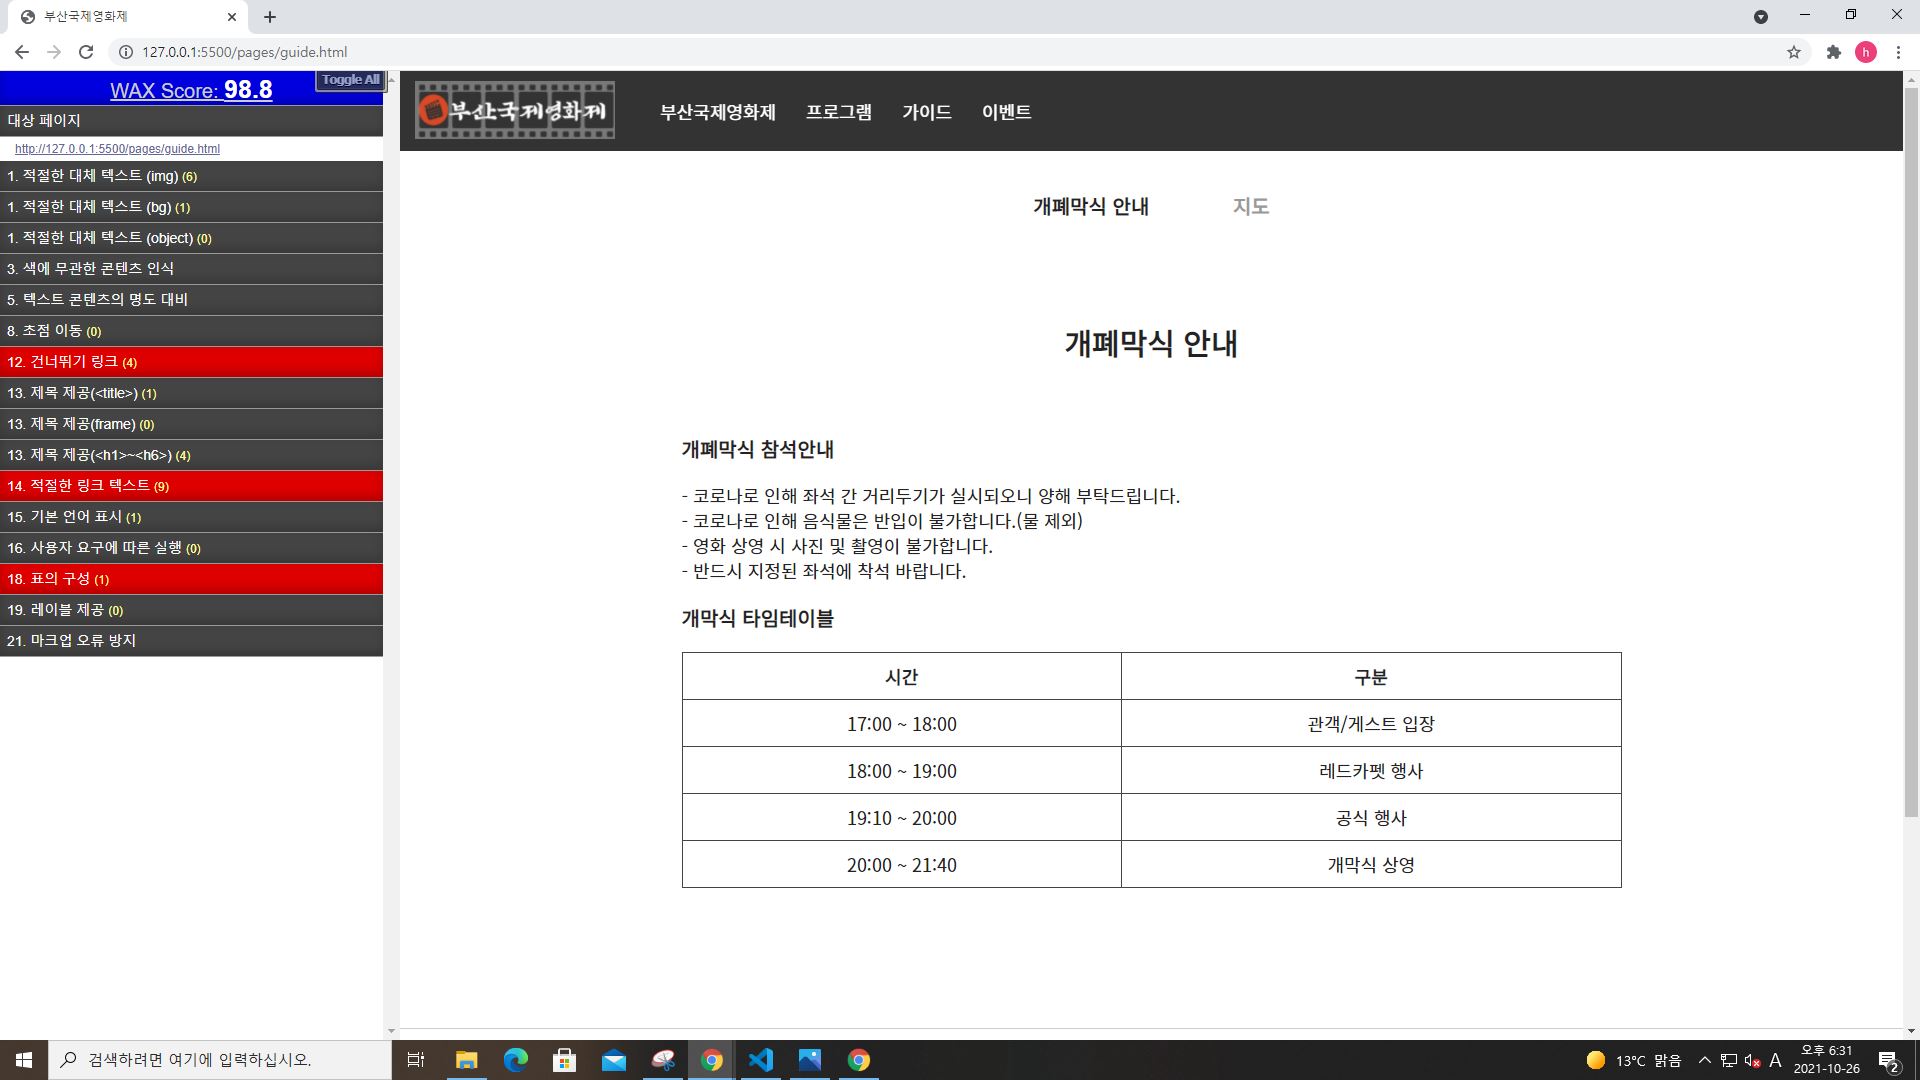 부산국제영화제
127.0.0.1:5500/pages/guide.html
h
WAX Score: 98.8
Toggle All
대상 페이지
http://127.0.0.1:5500/pages/guide.html
1. 적절한 대체 텍스트 (img) (6)
1. 적절한 대체 텍스트 (bg) (1)
1. 적절한 대체 텍스트 (object) (0)
3. 색에 무관한 콘텐츠 인식
5. 텍스트 콘텐츠의 명도 대비
8. 초점 이동 (0)
12. 건너뛰기 링크 (4)
13. 제목 제공(<title>) (1)
13. 제목 제공(frame) (0)
13. 제목 제공(<h1>~<h6>) (4)
14. 적절한 링크 텍스트 (9)
15. 기본 언어 표시 (1)
16. 사용자 요구에 따른 실행 (0)
18. 표의 구성 (1)
19. 레이블 제공 (0)
21. 마크업 오류 방지
부산국제영화제
부산국제영화제 프로그램 가이드 이벤트
개폐막식 안내 지도
개폐막식 안내
개폐막식 참석안내
- 코로나로 인해 좌석 간 거리두기가 실시되오니 양해 부탁드립니다.
- 코로나로 인해 음식물은 반입이 불가합니다.(물 제외)
- 영화 상영 시 사진 및 촬영이 불가합니다.
- 반드시 지정된 좌석에 착석 바랍니다.
개막식 타임테이블
시간 구분
17:00 ~ 18:00 관객/게스트 입장
18:00 ~ 19:00 레드카펫 행사
19:10 ~ 20:00 공식 행사
20:00 ~ 21:40 개막식 상영
검색하려면 여기에 입력하십시오.
13°C 맑음
A
오후 6:31
2021-10-26
2